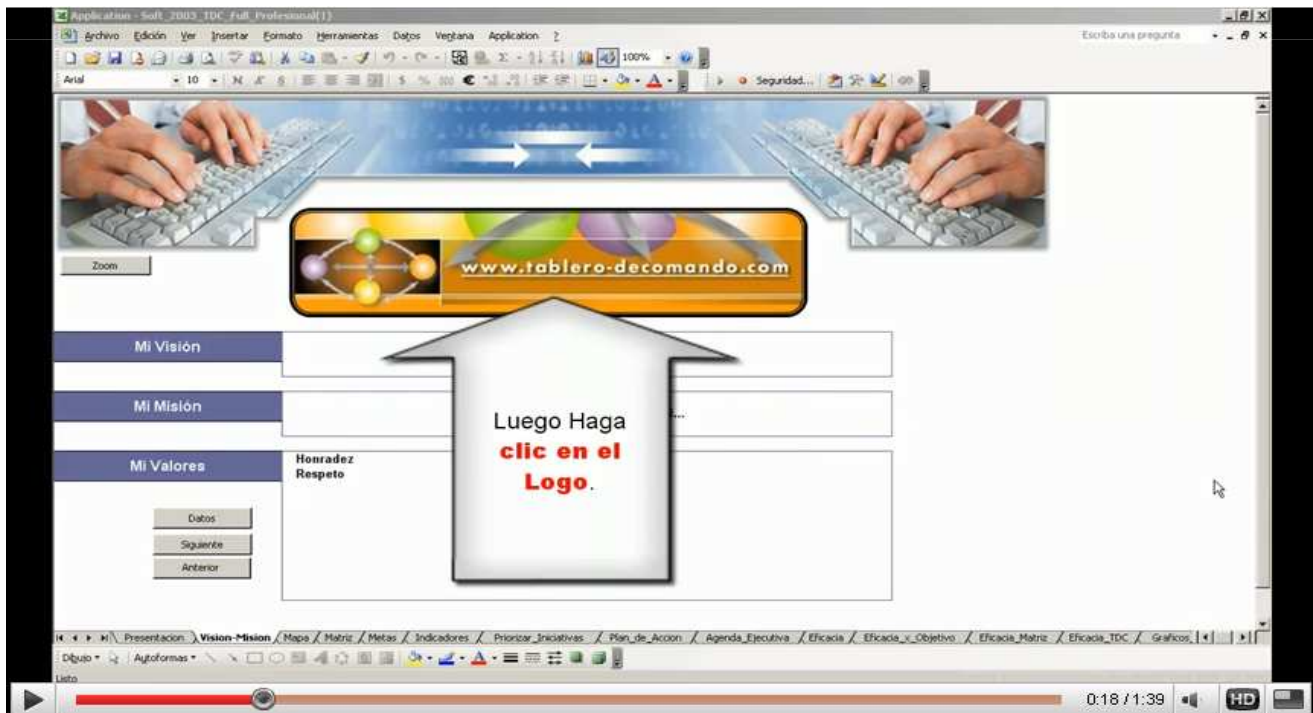 Application - Soft_2003_TDC_Full_Profesional(1)
Archivo Edición Ver Insertar Formato Herramientas Datos Ventana Application ?
Escriba una pregunta
100%
Arial 10 N K S $ % 000 € Seguridad...
www.tablero-decomando.com
Zoom
Mi Visión
Mi Misión
...
Luego Haga
clic en el
Logo.
Mi Valores
Honradez
Respeto
Datos
Siguiente
Anterior
Presentacion Vision-Mision Mapa Matriz Metas Indicadores Priorizar_Iniciativas Plan_de_Accion Agenda_Ejecutiva Eficacia Eficacia_x_Objetivo Eficacia_Matriz Eficacia_TDC Graficos
Dibujo Autoformas
Listo
0:18 / 1:39 HD